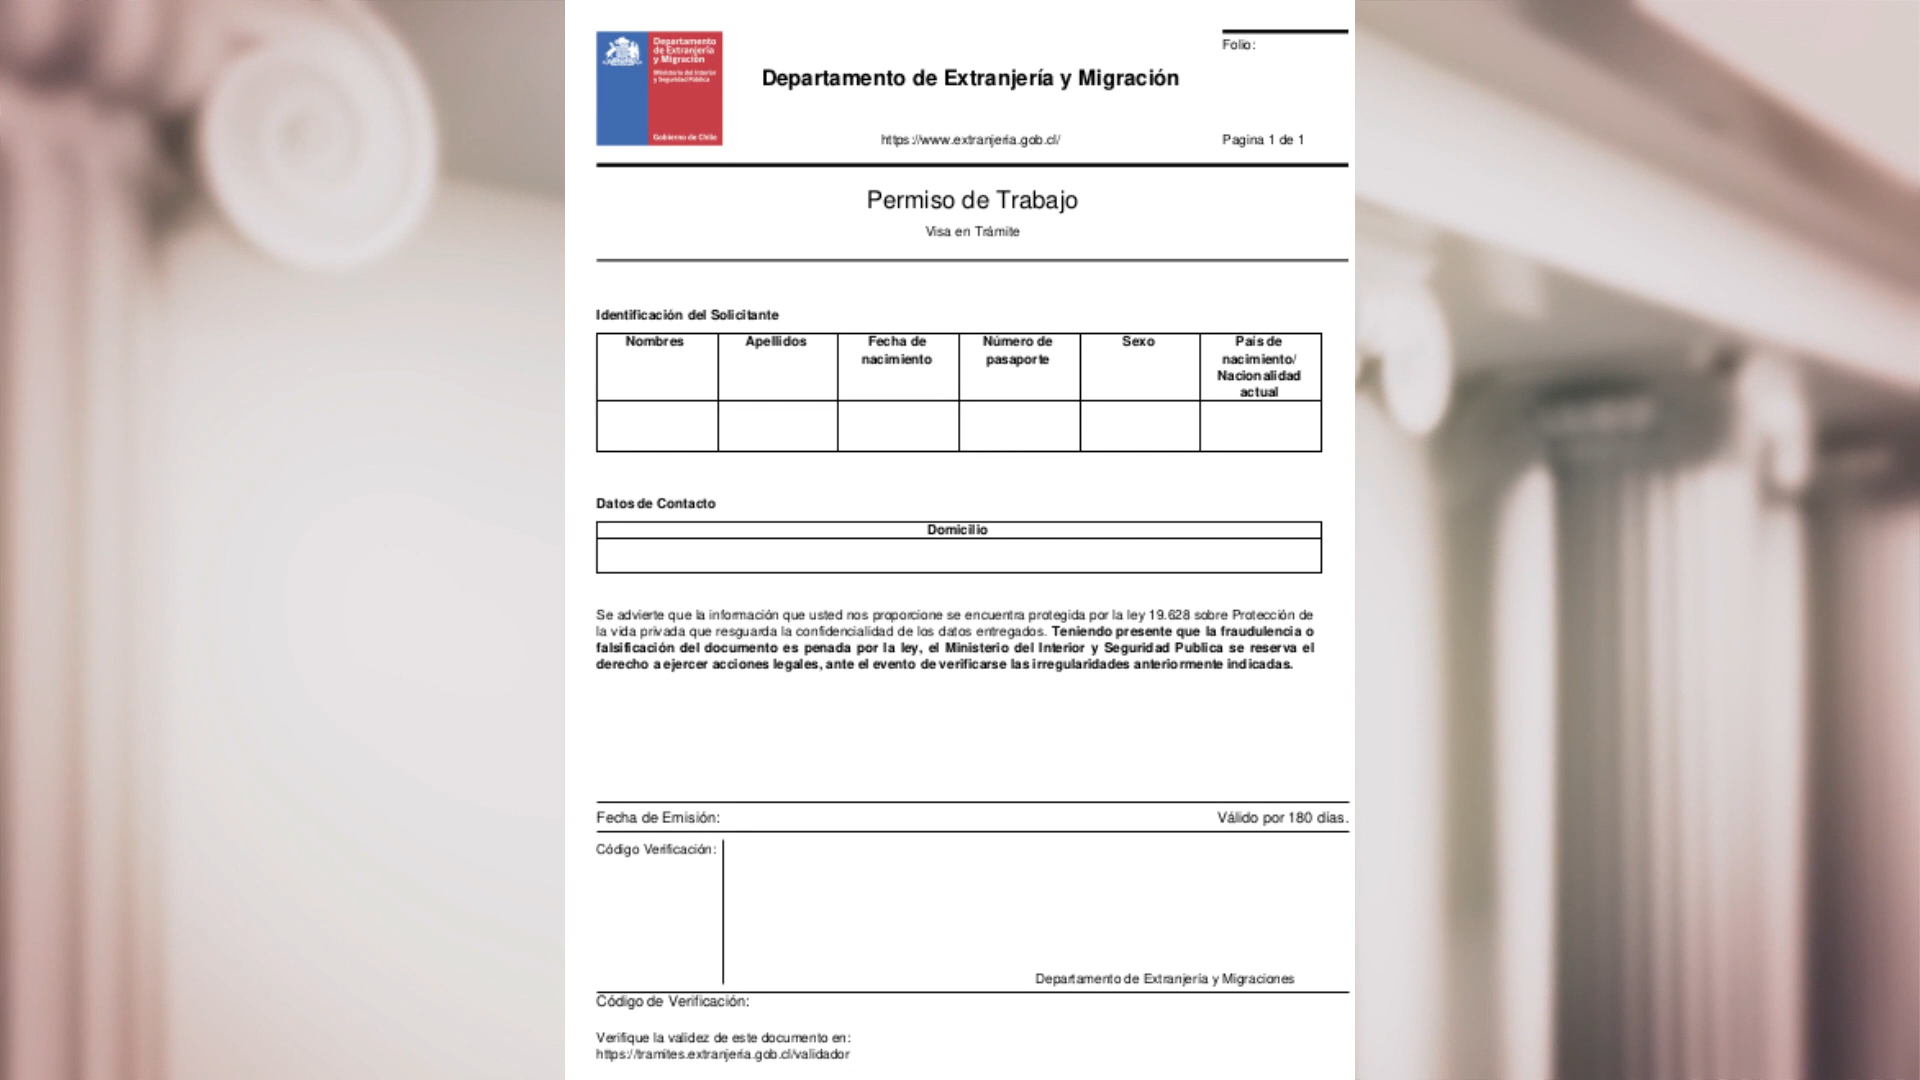 Departamento
de Extranjería
y Migración
Ministerio del Interior
y Seguridad Pública
Gobierno de Chile
Folio:
Departamento de Extranjería y Migración
https://www.extranjeria.gob.cl/
Pagina 1 de 1
Permiso de Trabajo
Visa en Trámite
Identificación del Solicitante
Nombres
Apellidos
Fecha de
nacimiento
Número de
pasaporte
Sexo
País de
nacimiento/
Nacionalidad
actual
Datos de Contacto
Domicilio
Se advierte que la información que usted nos proporcione se encuentra protegida por la ley 19.628 sobre Protección de
la vida privada que resguarda la confidencialidad de los datos entregados. Teniendo presente que la fraudulencia o
falsificación del documento es penada por la ley, el Ministerio del Interior y Seguridad Publica se reserva el
derecho a ejercer acciones legales, ante el evento de verificarse las irregularidades anteriormente indicadas.
Fecha de Emisión:
Válido por 180 días.
Código Verificación:
Departamento de Extranjería y Migraciones
Código de Verificación:
Verifique la validez de este documento en:
https://tramites.extranjeria.gob.cl/validador